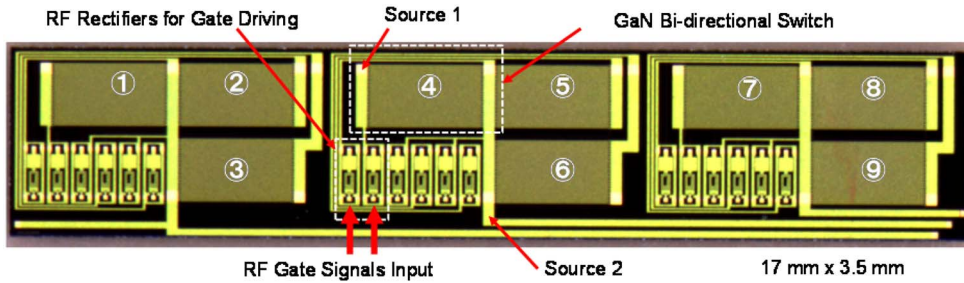 RF Rectifiers for Gate Driving
Source 1
GaN Bi-directional Switch
① ② ④ ⑤ ⑦ ⑧
③ ⑥ ⑨
RF Gate Signals Input
Source 2
17 mm x 3.5 mm